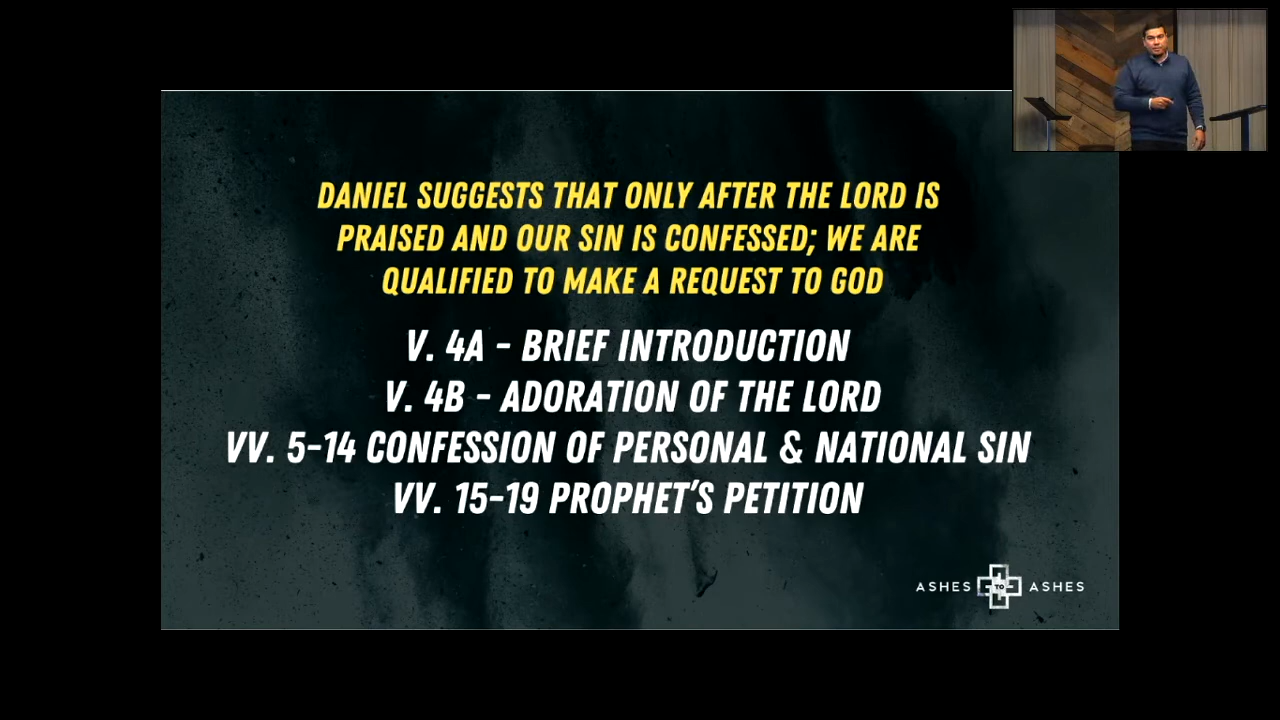 DANIEL SUGGESTS THAT ONLY AFTER THE LORD IS
PRAISED AND OUR SIN IS CONFESSED; WE ARE
QUALIFIED TO MAKE A REQUEST TO GOD
V. 4A - BRIEF INTRODUCTION
V. 4B - ADORATION OF THE LORD
VV. 5-14 CONFESSION OF PERSONAL & NATIONAL SIN
VV. 15-19 PROPHET'S PETITION
ASHES TO ASHES